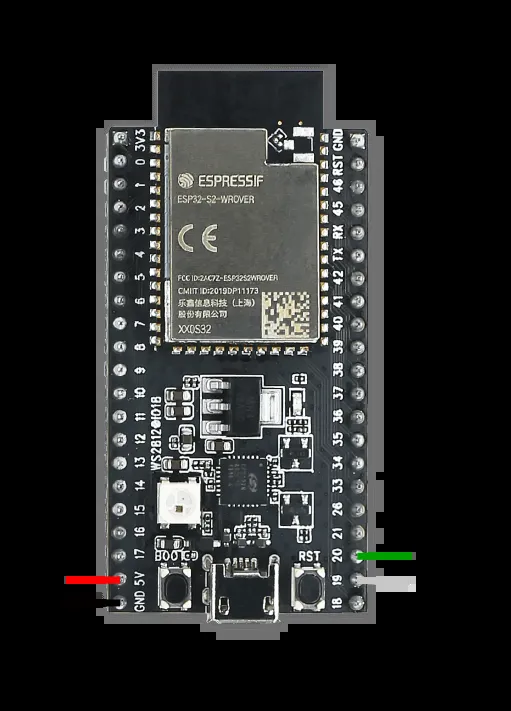 3V3
0
1
2
3
4
5
6
7
8
9
10
11
12
13
14
15
16
17
5V
GND
ESPRESSIF
ESP32-S2-WROVER
CE
FCC ID:2AC7Z-ESP32S2WROVER
CMIIT ID:2019DP11173
乐鑫信息科技（上海）
股份有限公司
XX0S32
WS2812@IO18
BOOT
RST
GND
RST
46
45
RX
TX
42
41
40
39
38
37
36
35
34
33
26
21
20
19
18